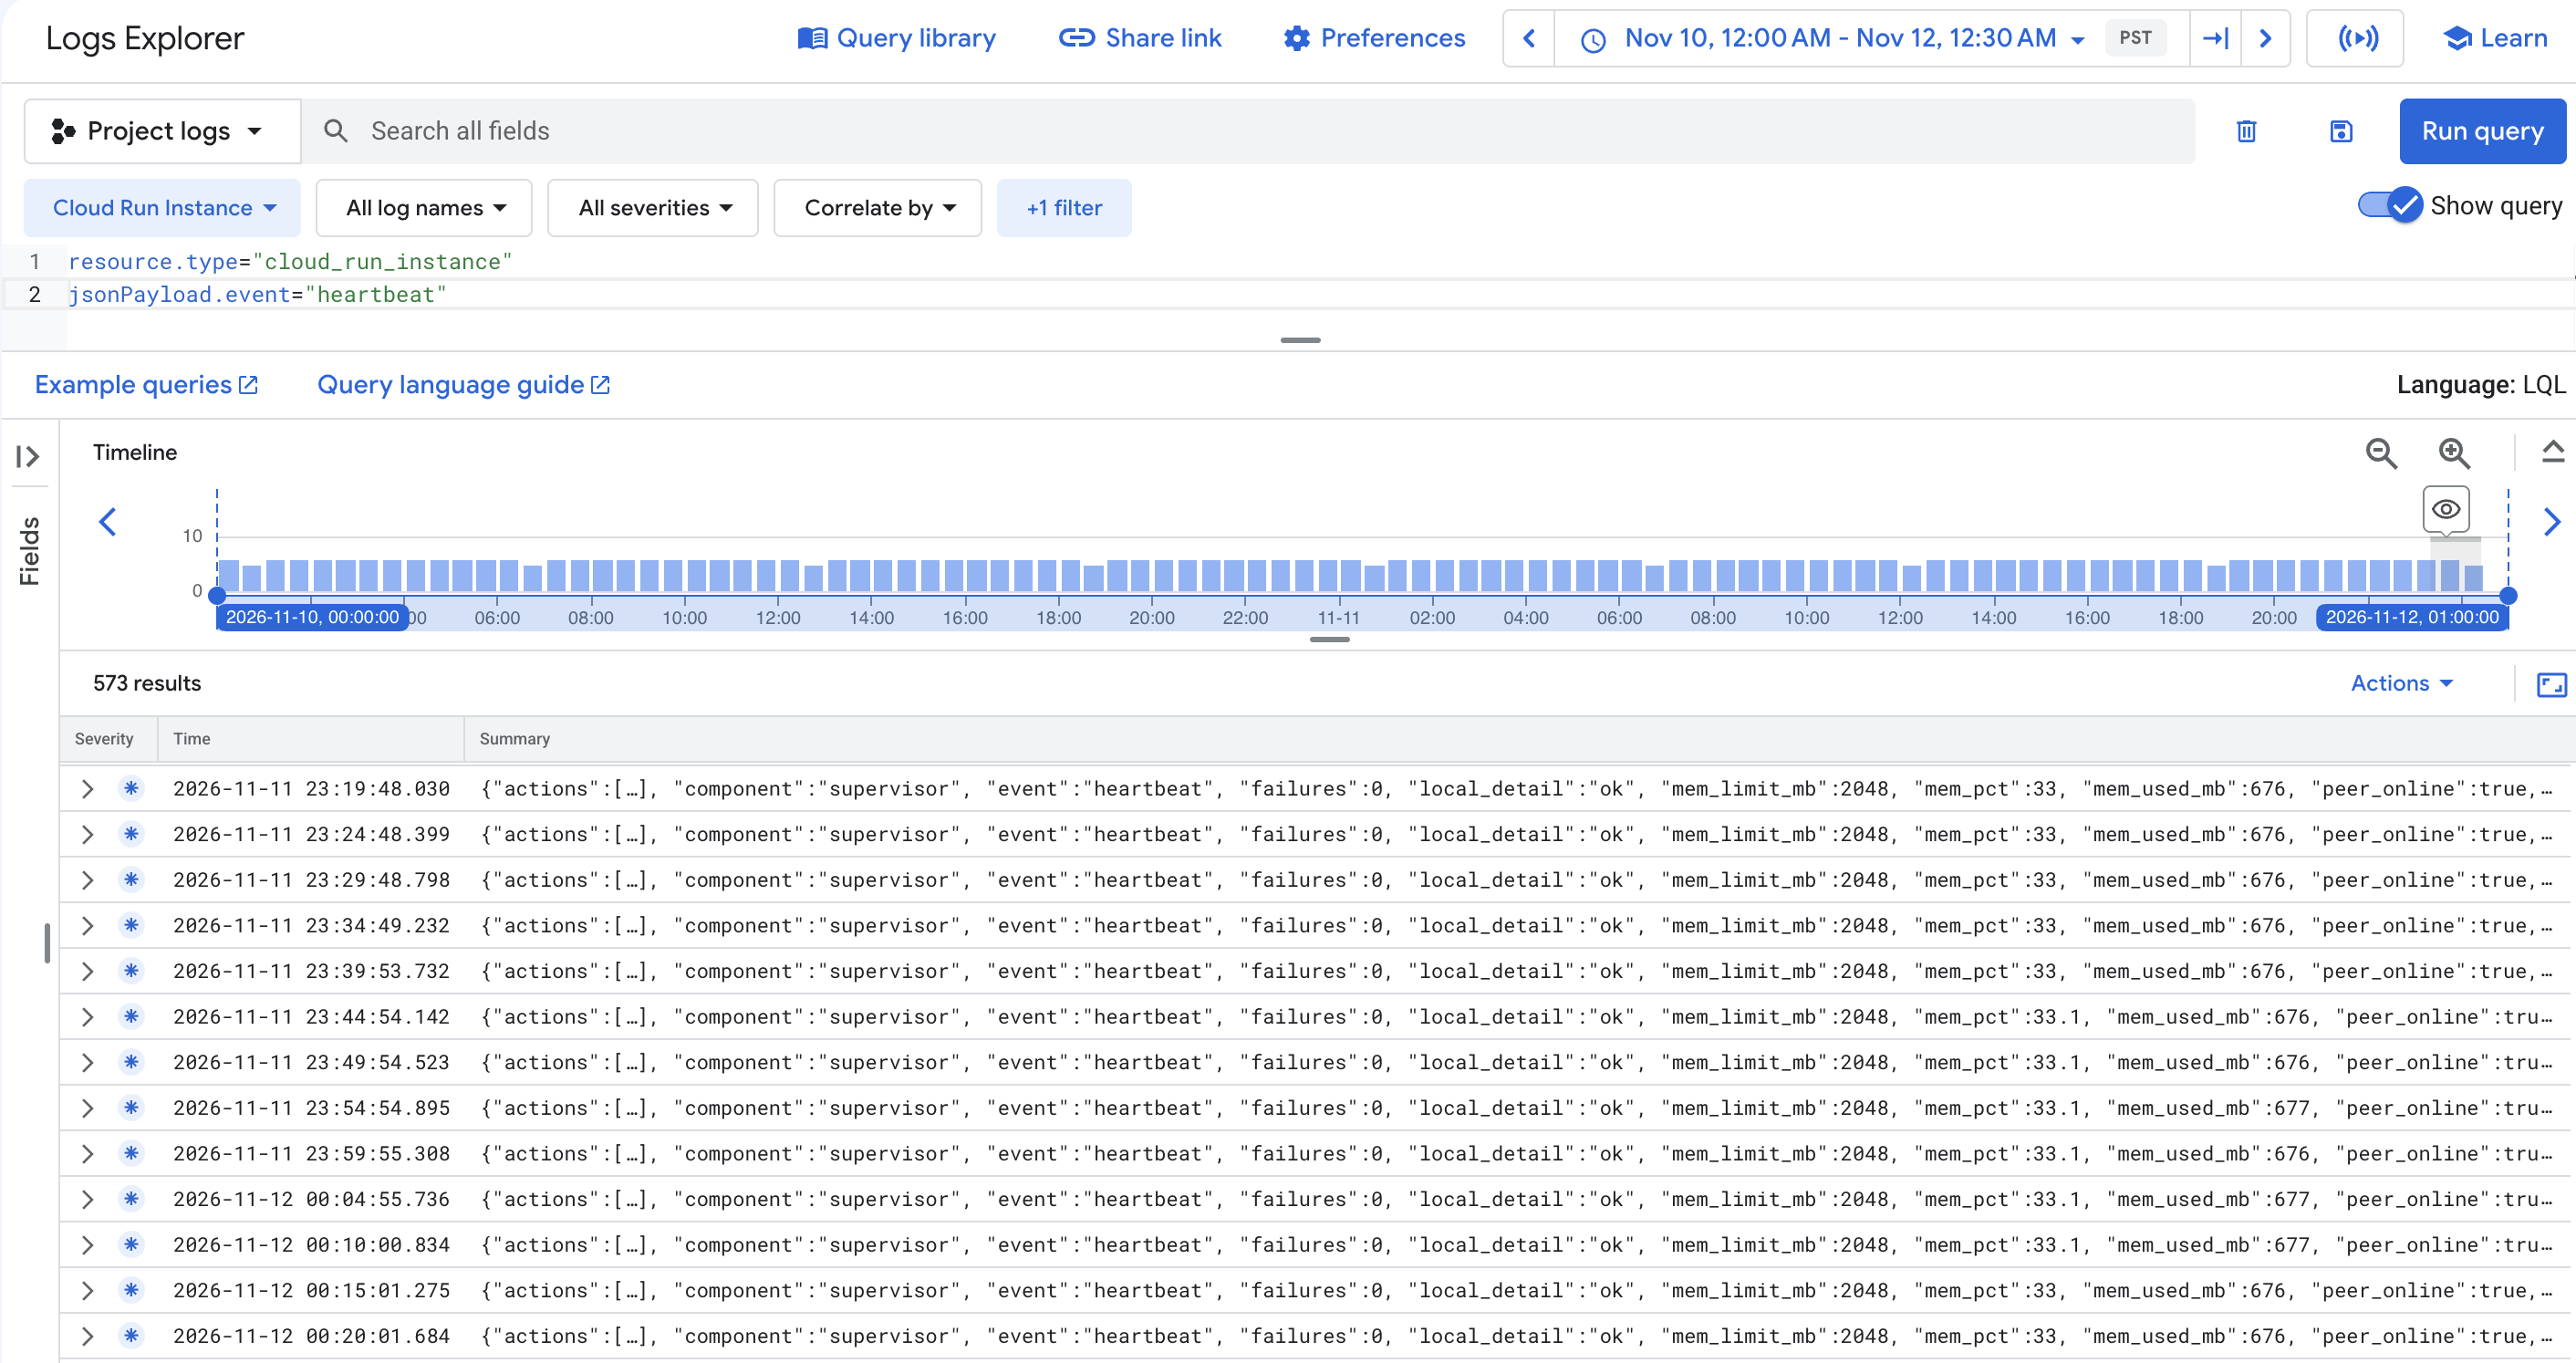 Logs Explorer
Query library
Share link
Preferences
Nov 10, 12:00 AM - Nov 12, 12:30 AM
PST
Learn
Project logs
Search all fields
Run query
Cloud Run Instance
All log names
All severities
Correlate by
+1 filter
Show query
1 resource.type="cloud_run_instance"
2 jsonPayload.event="heartbeat"
Example queries
Query language guide
Language: LQL
Fields
Timeline
10
0
2026-11-10, 00:00:00 00 06:00 08:00 10:00 12:00 14:00 16:00 18:00 20:00 22:00 11-11 02:00 04:00 06:00 08:00 10:00 12:00 14:00 16:00 18:00 20:00 2026-11-12, 01:00:00
573 results
Actions
Severity Time Summary
2026-11-11 23:19:48.030 {"actions":[…], "component":"supervisor", "event":"heartbeat", "failures":0, "local_detail":"ok", "mem_limit_mb":2048, "mem_pct":33, "mem_used_mb":676, "peer_online":true,…
2026-11-11 23:24:48.399 {"actions":[…], "component":"supervisor", "event":"heartbeat", "failures":0, "local_detail":"ok", "mem_limit_mb":2048, "mem_pct":33, "mem_used_mb":676, "peer_online":true,…
2026-11-11 23:29:48.798 {"actions":[…], "component":"supervisor", "event":"heartbeat", "failures":0, "local_detail":"ok", "mem_limit_mb":2048, "mem_pct":33, "mem_used_mb":676, "peer_online":true,…
2026-11-11 23:34:49.232 {"actions":[…], "component":"supervisor", "event":"heartbeat", "failures":0, "local_detail":"ok", "mem_limit_mb":2048, "mem_pct":33, "mem_used_mb":676, "peer_online":true,…
2026-11-11 23:39:53.732 {"actions":[…], "component":"supervisor", "event":"heartbeat", "failures":0, "local_detail":"ok", "mem_limit_mb":2048, "mem_pct":33, "mem_used_mb":676, "peer_online":true,…
2026-11-11 23:44:54.142 {"actions":[…], "component":"supervisor", "event":"heartbeat", "failures":0, "local_detail":"ok", "mem_limit_mb":2048, "mem_pct":33.1, "mem_used_mb":676, "peer_online":tru…
2026-11-11 23:49:54.523 {"actions":[…], "component":"supervisor", "event":"heartbeat", "failures":0, "local_detail":"ok", "mem_limit_mb":2048, "mem_pct":33.1, "mem_used_mb":676, "peer_online":tru…
2026-11-11 23:54:54.895 {"actions":[…], "component":"supervisor", "event":"heartbeat", "failures":0, "local_detail":"ok", "mem_limit_mb":2048, "mem_pct":33.1, "mem_used_mb":677, "peer_online":tru…
2026-11-11 23:59:55.308 {"actions":[…], "component":"supervisor", "event":"heartbeat", "failures":0, "local_detail":"ok", "mem_limit_mb":2048, "mem_pct":33.1, "mem_used_mb":676, "peer_online":tru…
2026-11-12 00:04:55.736 {"actions":[…], "component":"supervisor", "event":"heartbeat", "failures":0, "local_detail":"ok", "mem_limit_mb":2048, "mem_pct":33.1, "mem_used_mb":677, "peer_online":tru…
2026-11-12 00:10:00.834 {"actions":[…], "component":"supervisor", "event":"heartbeat", "failures":0, "local_detail":"ok", "mem_limit_mb":2048, "mem_pct":33.1, "mem_used_mb":677, "peer_online":tru…
2026-11-12 00:15:01.275 {"actions":[…], "component":"supervisor", "event":"heartbeat", "failures":0, "local_detail":"ok", "mem_limit_mb":2048, "mem_pct":33, "mem_used_mb":676, "peer_online":true,…
2026-11-12 00:20:01.684 {"actions":[…], "component":"supervisor", "event":"heartbeat", "failures":0, "local_detail":"ok", "mem_limit_mb":2048, "mem_pct":33, "mem_used_mb":676, "peer_online":true,…